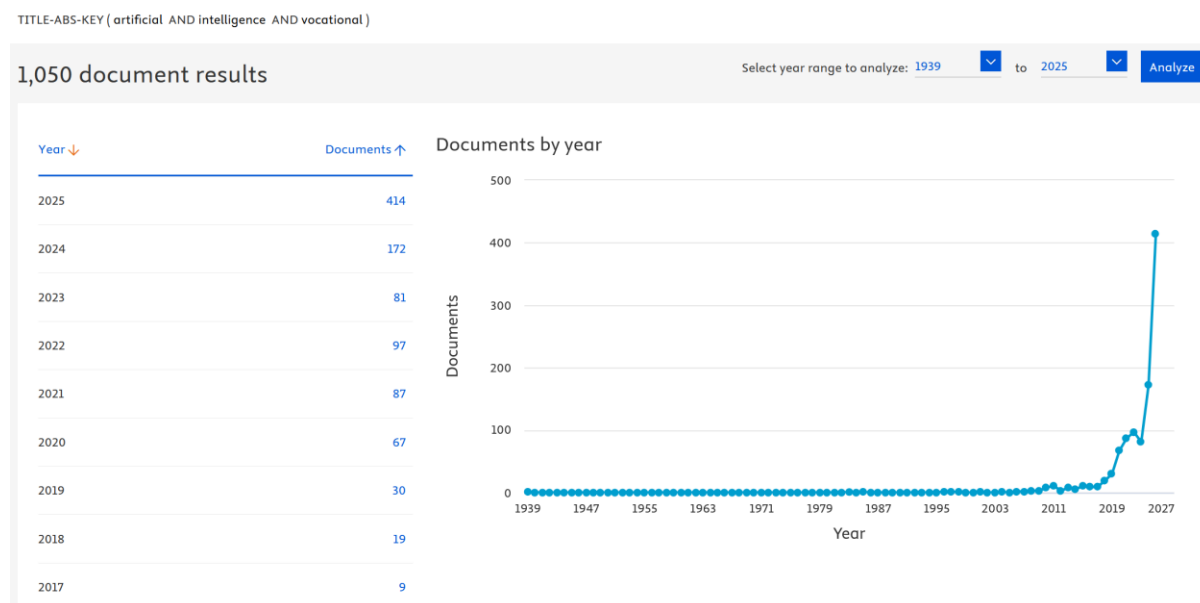 TITLE-ABS-KEY ( artificial AND intelligence AND vocational )
1,050 document results
Select year range to analyze: 1939 to 2025 Analyze
Year Documents
2025 414
2024 172
2023 81
2022 97
2021 87
2020 67
2019 30
2018 19
2017 9
Documents by year
500
400
300
200
100
0
Documents
1939 1947 1955 1963 1971 1979 1987 1995 2003 2011 2019 2027
Year